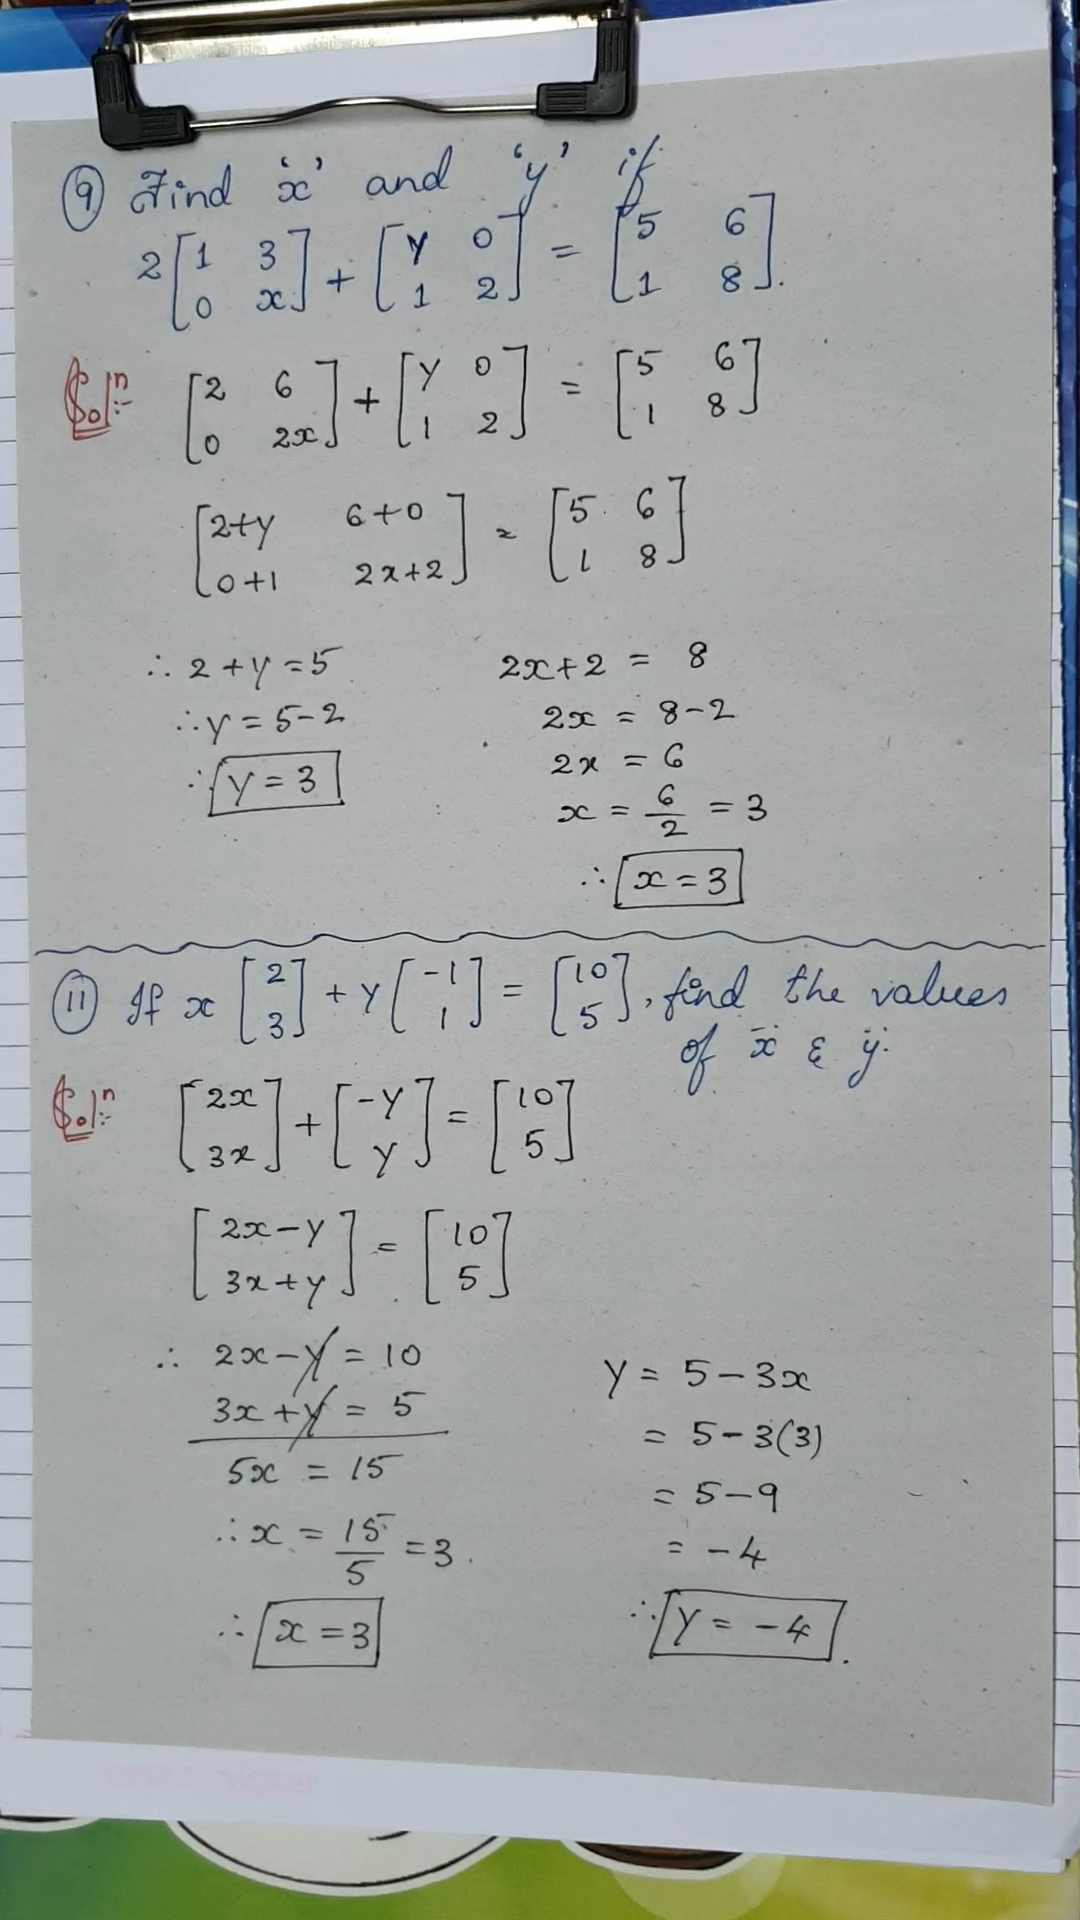 ⑨ Find 'x' and 'y' if
2[1 3; 0 x] + [y 0; 1 2] = [5 6; 1 8].
Solⁿ:- [2 6; 0 2x] + [y 0; 1 2] = [5 6; 1 8]
[2+y 6+0; 0+1 2x+2] = [5 6; 1 8]
∴ 2 + y = 5 2x+2 = 8
∴ y = 5-2 2x = 8-2
∴ y = 3 2x = 6
x = 6/2 = 3
∴ x = 3
⑪ If x [2; 3] + y [-1; 1] = [10; 5], find the values
of x & y.
Solⁿ:- [2x; 3x] + [-y; y] = [10; 5]
[2x-y; 3x+y] = [10; 5]
∴ 2x-y = 10 y = 5-3x
3x+y = 5 = 5-3(3)
5x = 15 = 5-9
∴ x = 15/5 = 3. = -4
∴ x = 3 ∴ y = -4.